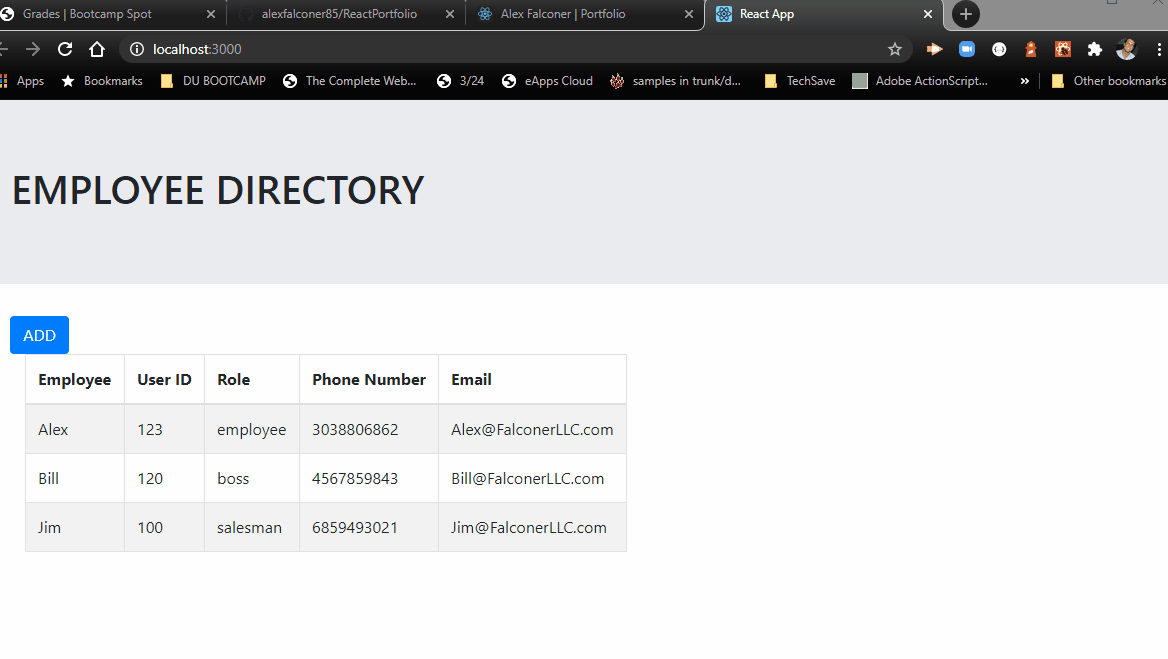 Grades | Bootcamp Spot alexfalconer85/ReactPortfolio Alex Falconer | Portfolio React App
localhost:3000
Apps Bookmarks DU BOOTCAMP The Complete Web... 3/24 eApps Cloud samples in trunk/d... TechSave Adobe ActionScript... » Other bookmarks
EMPLOYEE DIRECTORY
ADD
Employee User ID Role Phone Number Email
Alex 123 employee 3038806862 Alex@FalconerLLC.com
Bill 120 boss 4567859843 Bill@FalconerLLC.com
Jim 100 salesman 6859493021 Jim@FalconerLLC.com